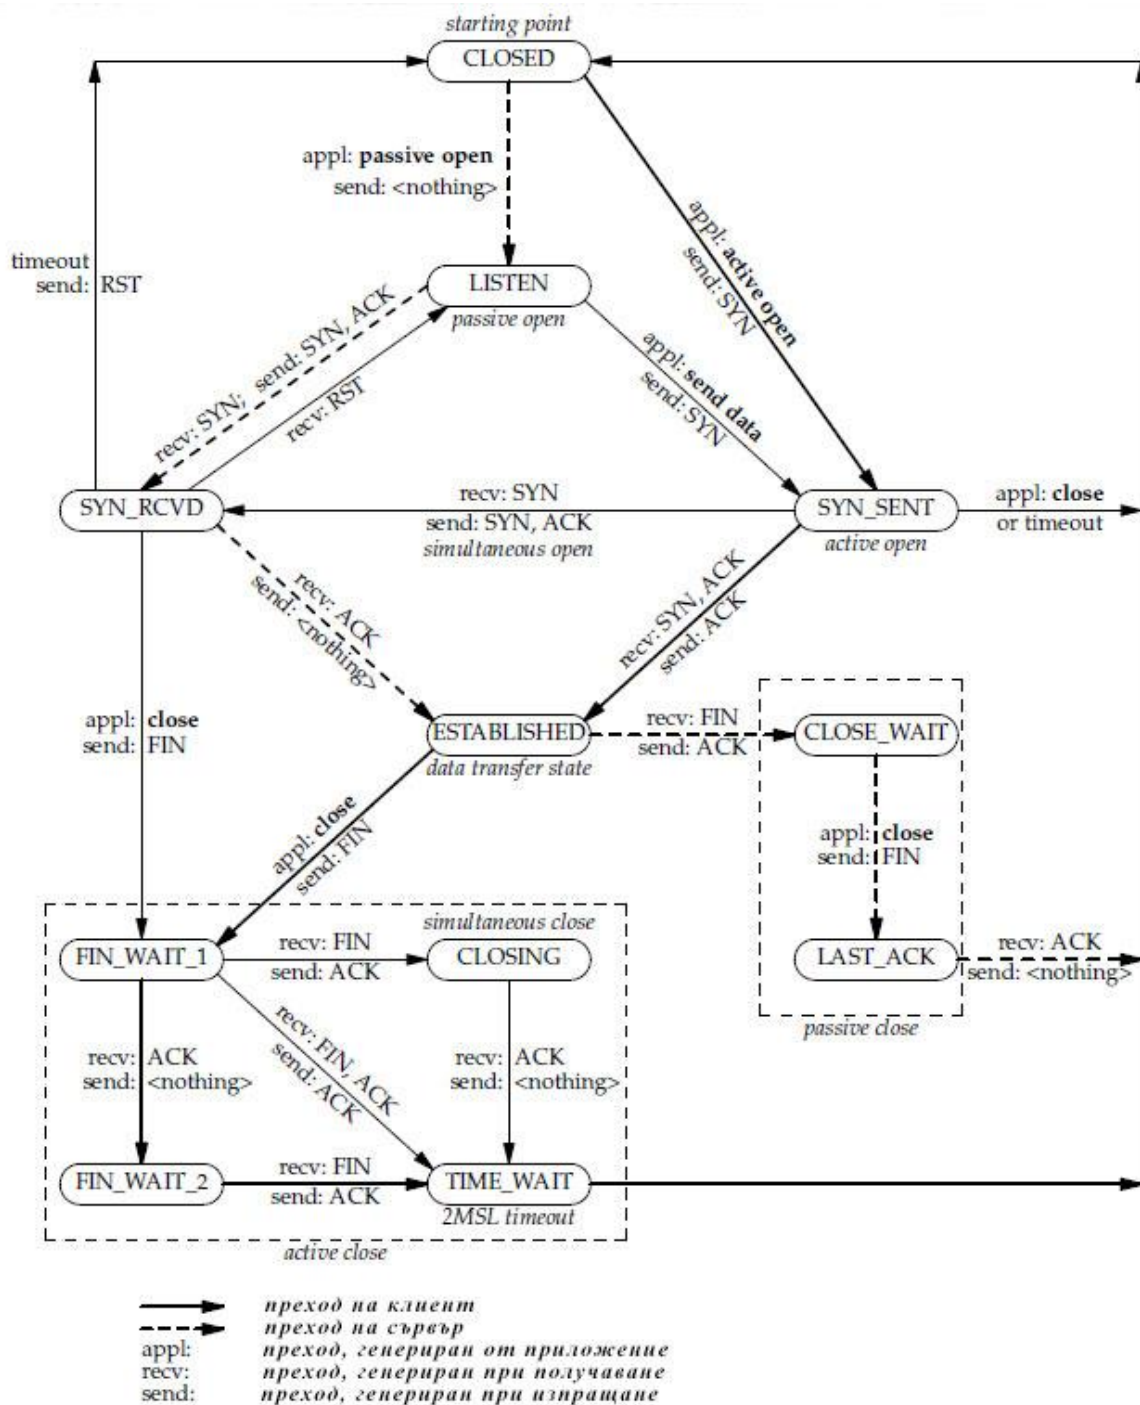 starting point
CLOSED
appl: passive open
send: <nothing>
appl: active open
send: SYN
timeout
send: RST
LISTEN
passive open
recv: SYN; send: SYN, ACK
recv: RST
appl: send data
send: SYN
SYN_RCVD
recv: SYN
send: SYN, ACK
simultaneous open
SYN_SENT
active open
appl: close
or timeout
recv: ACK
send: <nothing>
recv: SYN, ACK
send: ACK
appl: close
send: FIN
ESTABLISHED
data transfer state
recv: FIN
send: ACK
CLOSE_WAIT
appl: close
send: FIN
appl: close
send: FIN
simultaneous close
FIN_WAIT_1
recv: FIN
send: ACK
CLOSING
LAST_ACK
recv: ACK
send: <nothing>
passive close
recv: ACK
send: <nothing>
recv: FIN, ACK
send: ACK
recv: ACK
send: <nothing>
FIN_WAIT_2
recv: FIN
send: ACK
TIME_WAIT
2MSL timeout
active close
преход на клиент
преход на сървър
appl: преход, генериран от приложение
recv: преход, генериран при получаване
send: преход, генериран при изпращане